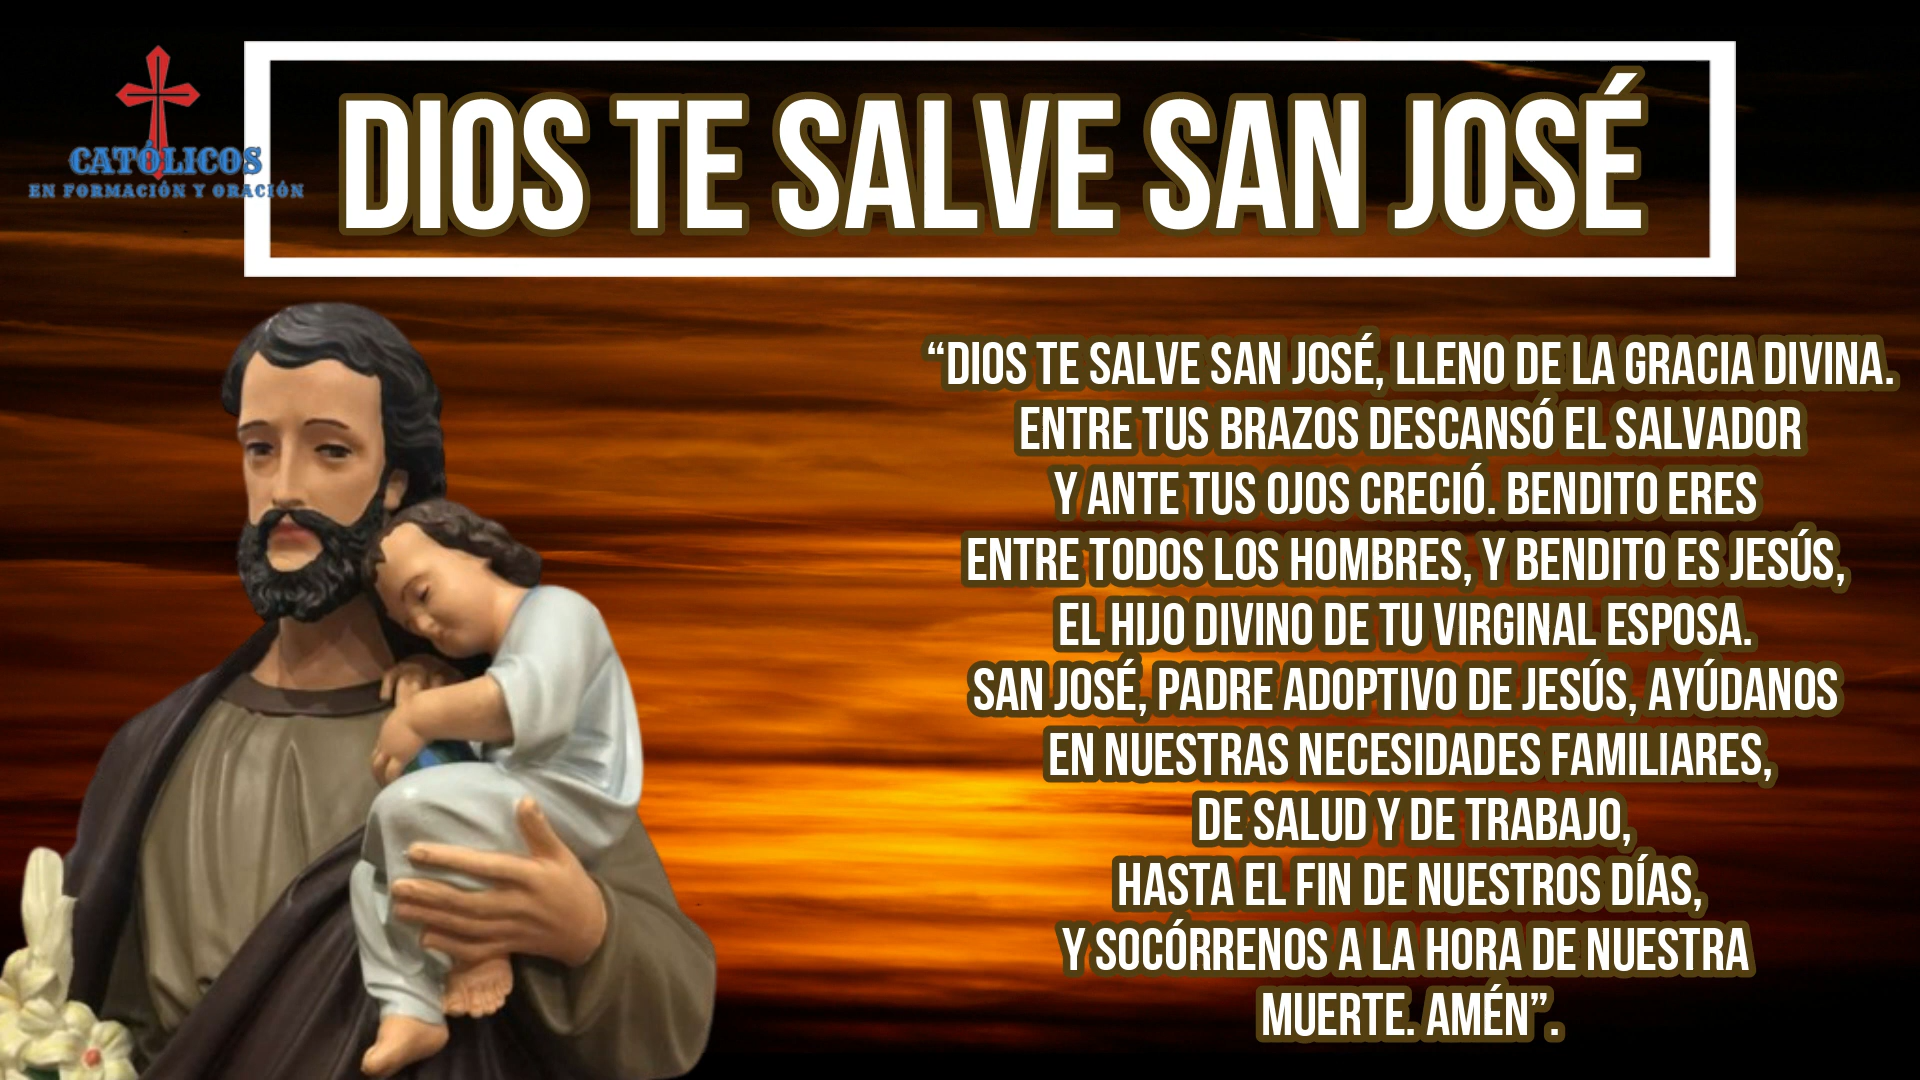 CATÓLICOS
EN FORMACIÓN Y ORACIÓN
DIOS TE SALVE SAN JOSÉ
“DIOS TE SALVE SAN JOSÉ, LLENO DE LA GRACIA DIVINA.
ENTRE TUS BRAZOS DESCANSÓ EL SALVADOR
Y ANTE TUS OJOS CRECIÓ. BENDITO ERES
ENTRE TODOS LOS HOMBRES, Y BENDITO ES JESÚS,
EL HIJO DIVINO DE TU VIRGINAL ESPOSA.
SAN JOSÉ, PADRE ADOPTIVO DE JESÚS, AYÚDANOS
EN NUESTRAS NECESIDADES FAMILIARES,
DE SALUD Y DE TRABAJO,
HASTA EL FIN DE NUESTROS DÍAS,
Y SOCÓRRENOS A LA HORA DE NUESTRA
MUERTE. AMÉN”.